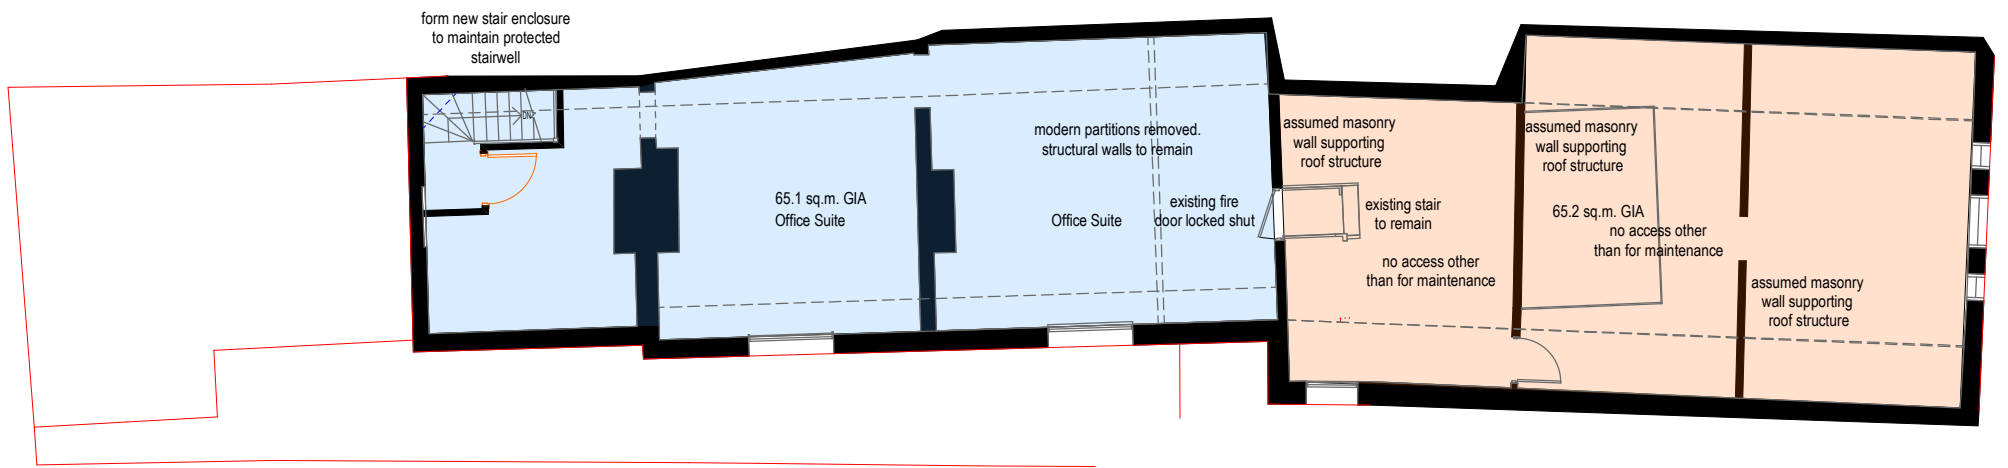 form new stair enclosure
to maintain protected
stairwell
DN
65.1 sq.m. GIA
Office Suite
modern partitions removed.
structural walls to remain
Office Suite
existing fire
door locked shut
assumed masonry
wall supporting
roof structure
existing stair
to remain
no access other
than for maintenance
assumed masonry
wall supporting
roof structure
65.2 sq.m. GIA
no access other
than for maintenance
assumed masonry
wall supporting
roof structure